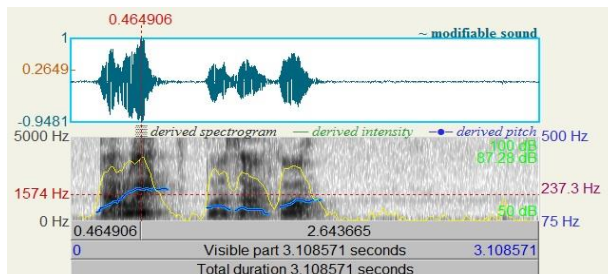 0.464906
1
~ modifiable sound
0.2649
-0.9481
5000 Hz
derived spectrogram
derived intensity
derived pitch
500 Hz
100 dB
87.28 dB
1574 Hz
237.3 Hz
0 Hz
50 dB
75 Hz
0.464906
2.643665
0
Visible part 3.108571 seconds
3.108571
Total duration 3.108571 seconds